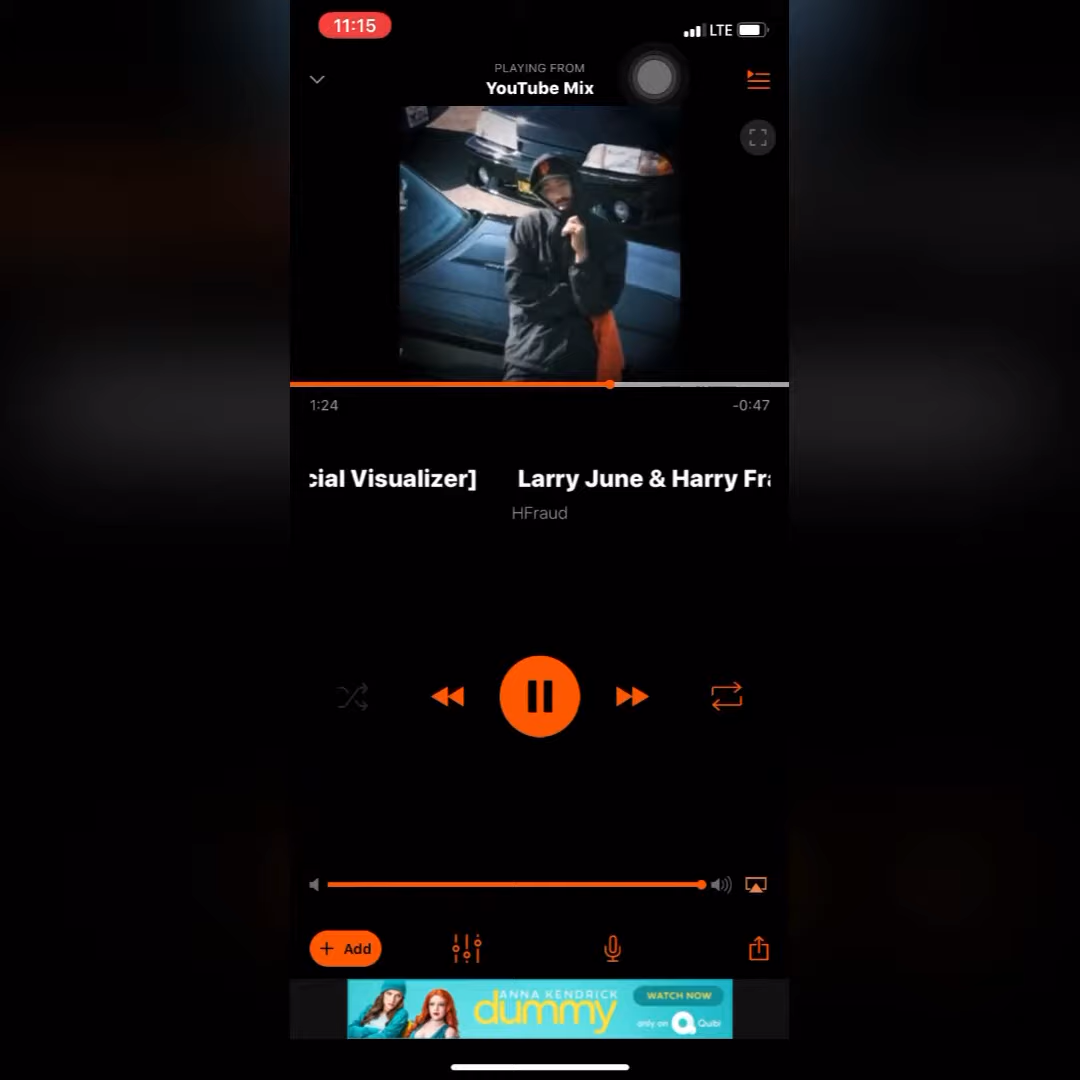 11:15
LTE
PLAYING FROM
YouTube Mix
1:24
-0:47
cial Visualizer] Larry June & Harry Fra
HFraud
+ Add
ANNA KENDRICK
dummy
WATCH NOW
only on Quibi